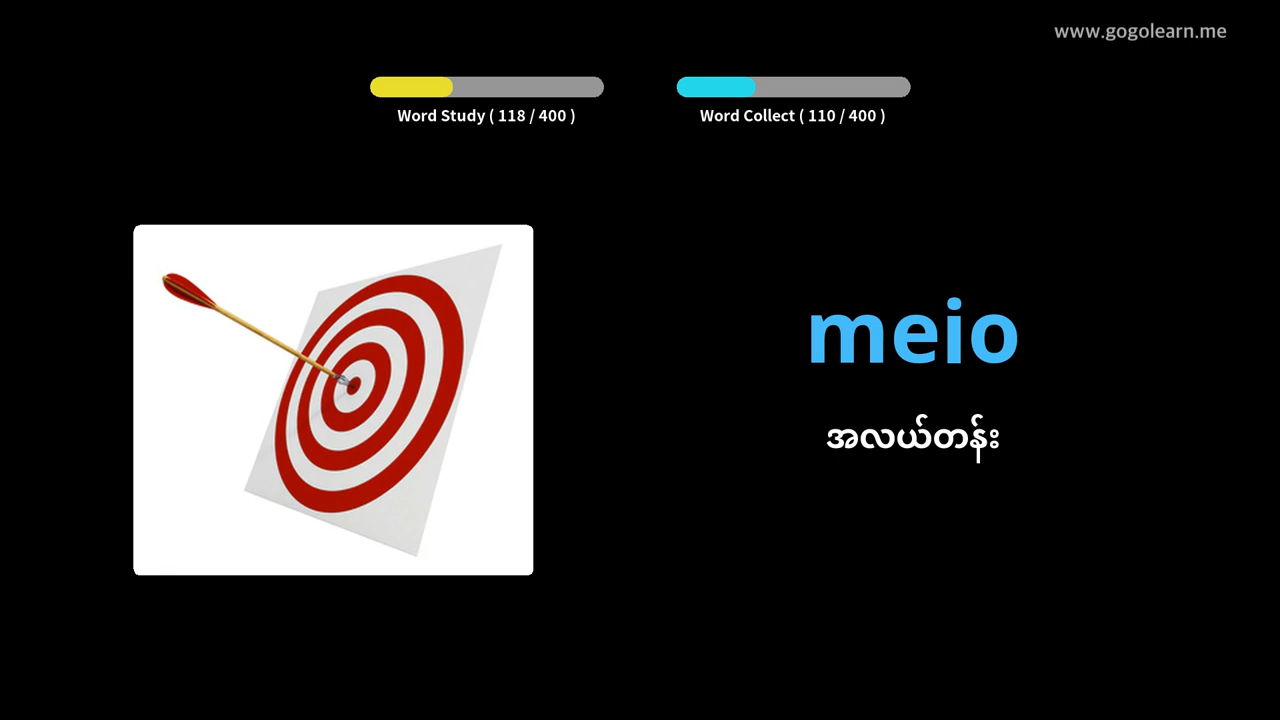 www.gogolearn.me
Word Study ( 118 / 400 )
Word Collect ( 110 / 400 )
meio
အလယ်တန်း